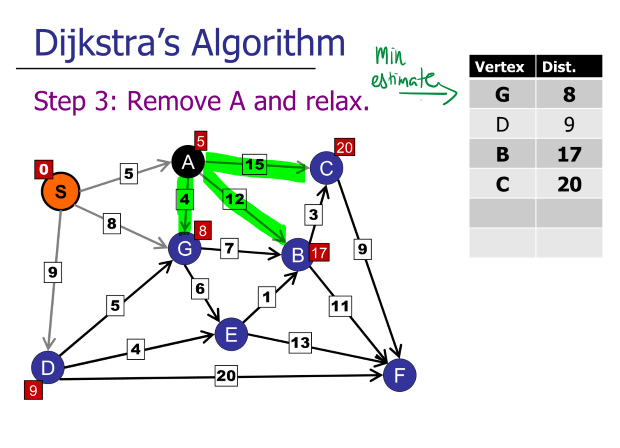 Dijkstra's Algorithm
Min
estimate
Step 3: Remove A and relax.
Vertex Dist.
G 8
D 9
B 17
C 20
5
20
0
A
15
C
S
5
4
12
8
8
3
G
7
B
17
9
9
6
5
1
11
E
4
13
D
20
F
9